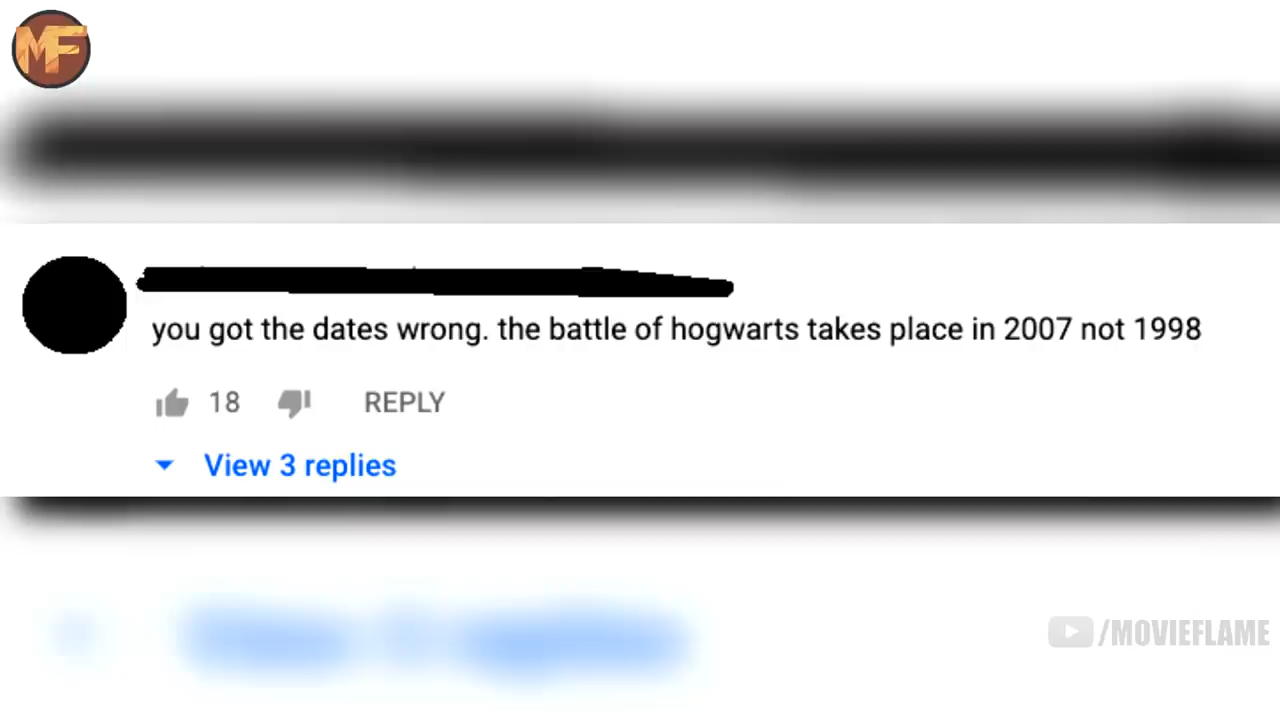 MF
you got the dates wrong. the battle of hogwarts takes place in 2007 not 1998
18 REPLY
View 3 replies
/MOVIEFLAME